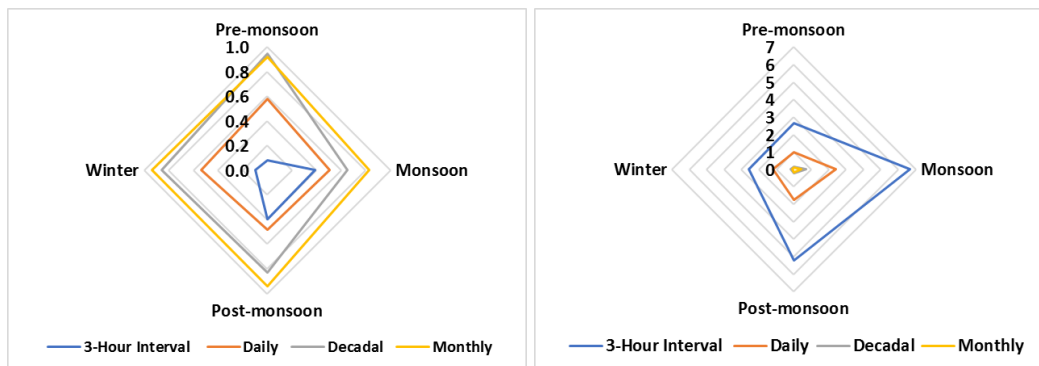 Pre-monsoon
1.0
0.8
0.6
0.4
0.2
0.0
Winter
Monsoon
Post-monsoon
3-Hour Interval Daily Decadal Monthly
Pre-monsoon
7
6
5
4
3
2
1
0
Winter
Monsoon
Post-monsoon
3-Hour Interval Daily Decadal Monthly